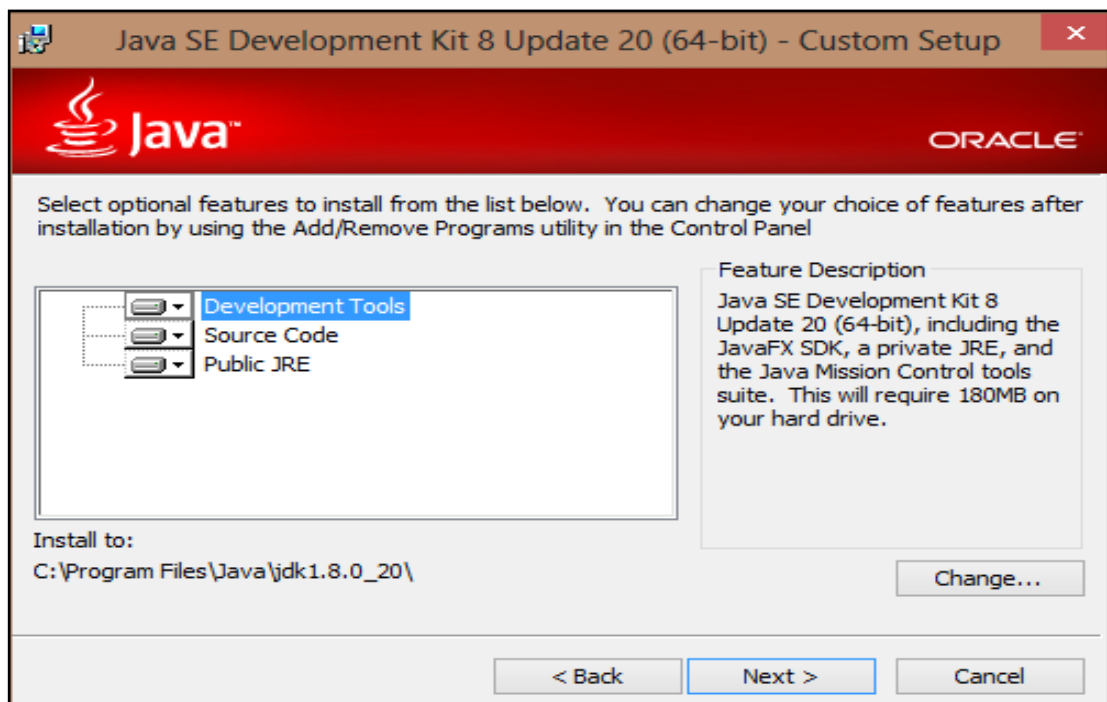 Java SE Development Kit 8 Update 20 (64-bit) - Custom Setup
Java™
ORACLE
Select optional features to install from the list below.  You can change your choice of features after
installation by using the Add/Remove Programs utility in the Control Panel
Development Tools
Source Code
Public JRE
Feature Description
Java SE Development Kit 8
Update 20 (64-bit), including the
JavaFX SDK, a private JRE, and
the Java Mission Control tools
suite.  This will require 180MB on
your hard drive.
Install to:
C:\Program Files\Java\jdk1.8.0_20\
Change...
< Back
Next >
Cancel